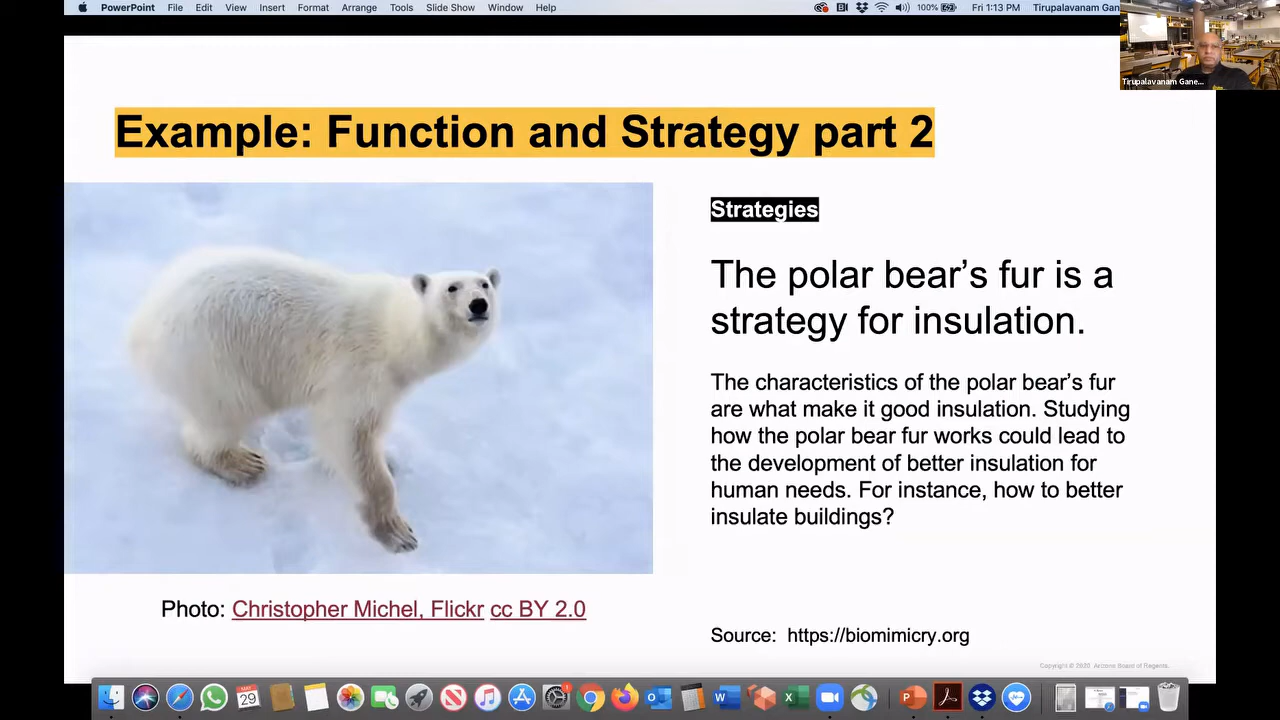 PowerPoint File Edit View Insert Format Arrange Tools Slide Show Window Help 100% Fri 1:13 PM Tirupalavanam Gan
Tirupalavanam Gane...
Example: Function and Strategy part 2
Strategies
The polar bear's fur is a
strategy for insulation.
The characteristics of the polar bear's fur
are what make it good insulation. Studying
how the polar bear fur works could lead to
the development of better insulation for
human needs. For instance, how to better
insulate buildings?
Photo: Christopher Michel, Flickr cc BY 2.0
Source: https://biomimicry.org
Copyright © 2020 Arizona Board of Regents.
MAY
29